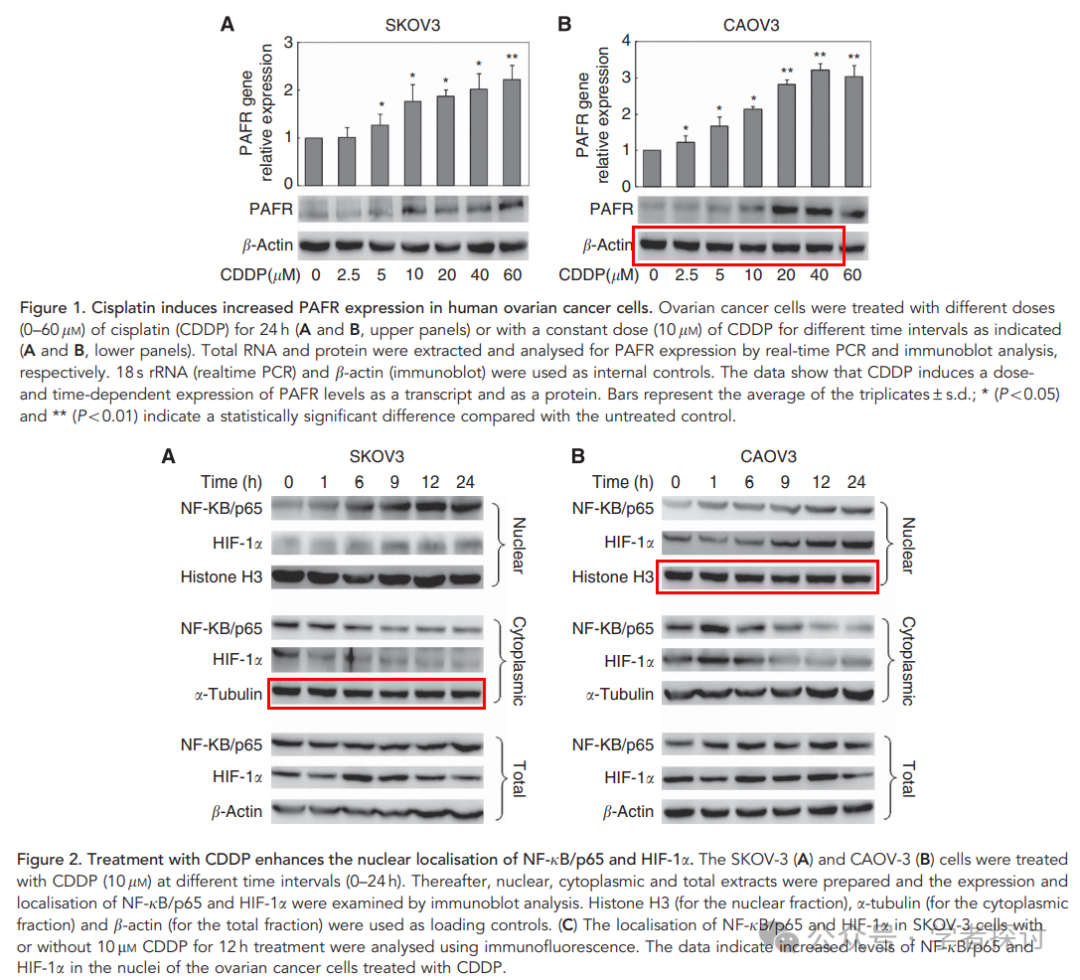 A SKOV3 B CAOV3
PAFR gene relative expression
3
2
1
0
* * * * **
PAFR gene relative expression
4
3
2
1
0
* * * ** ** **
PAFR
β-Actin
CDDP(μM) 0 2.5 5 10 20 40 60
PAFR
β-Actin
CDDP(μM) 0 2.5 5 10 20 40 60
Figure 1. Cisplatin induces increased PAFR expression in human ovarian cancer cells. Ovarian cancer cells were treated with different doses
(0–60 μM) of cisplatin (CDDP) for 24 h (A and B, upper panels) or with a constant dose (10 μM) of CDDP for different time intervals as indicated
(A and B, lower panels). Total RNA and protein were extracted and analysed for PAFR expression by real-time PCR and immunoblot analysis,
respectively. 18 s rRNA (realtime PCR) and β-actin (immunoblot) were used as internal controls. The data show that CDDP induces a dose-
and time-dependent expression of PAFR levels as a transcript and as a protein. Bars represent the average of the triplicates ± s.d.; * (P<0.05)
and ** (P<0.01) indicate a statistically significant difference compared with the untreated control.
A SKOV3
Time (h) 0 1 6 9 12 24
NF-KB/p65
HIF-1α
Histone H3
Nuclear
NF-KB/p65
HIF-1α
α-Tubulin
Cytoplasmic
NF-KB/p65
HIF-1α
β-Actin
Total
B CAOV3
Time (h) 0 1 6 9 12 24
NF-KB/p65
HIF-1α
Histone H3
Nuclear
NF-KB/p65
HIF-1α
α-Tubulin
Cytoplasmic
NF-KB/p65
HIF-1α
β-Actin
Total
Figure 2. Treatment with CDDP enhances the nuclear localisation of NF-κB/p65 and HIF-1α. The SKOV-3 (A) and CAOV-3 (B) cells were treated
with CDDP (10 μM) at different time intervals (0–24 h). Thereafter, nuclear, cytoplasmic and total extracts were prepared and the expression and
localisation of NF-κB/p65 and HIF-1α were examined by immunoblot analysis. Histone H3 (for the nuclear fraction), α-tubulin (for the cytoplasmic
fraction) and β-actin (for the total fraction) were used as loading controls. (C) The localisation of NF-κB/p65 and HIF-1α in SKOV-3 cells with
or without 10 μM CDDP for 12 h treatment were analysed using immunofluorescence. The data indicate increased levels of NF-κB/p65 and
HIF-1α in the nuclei of the ovarian cancer cells treated with CDDP.
公众号 · 学者探讨